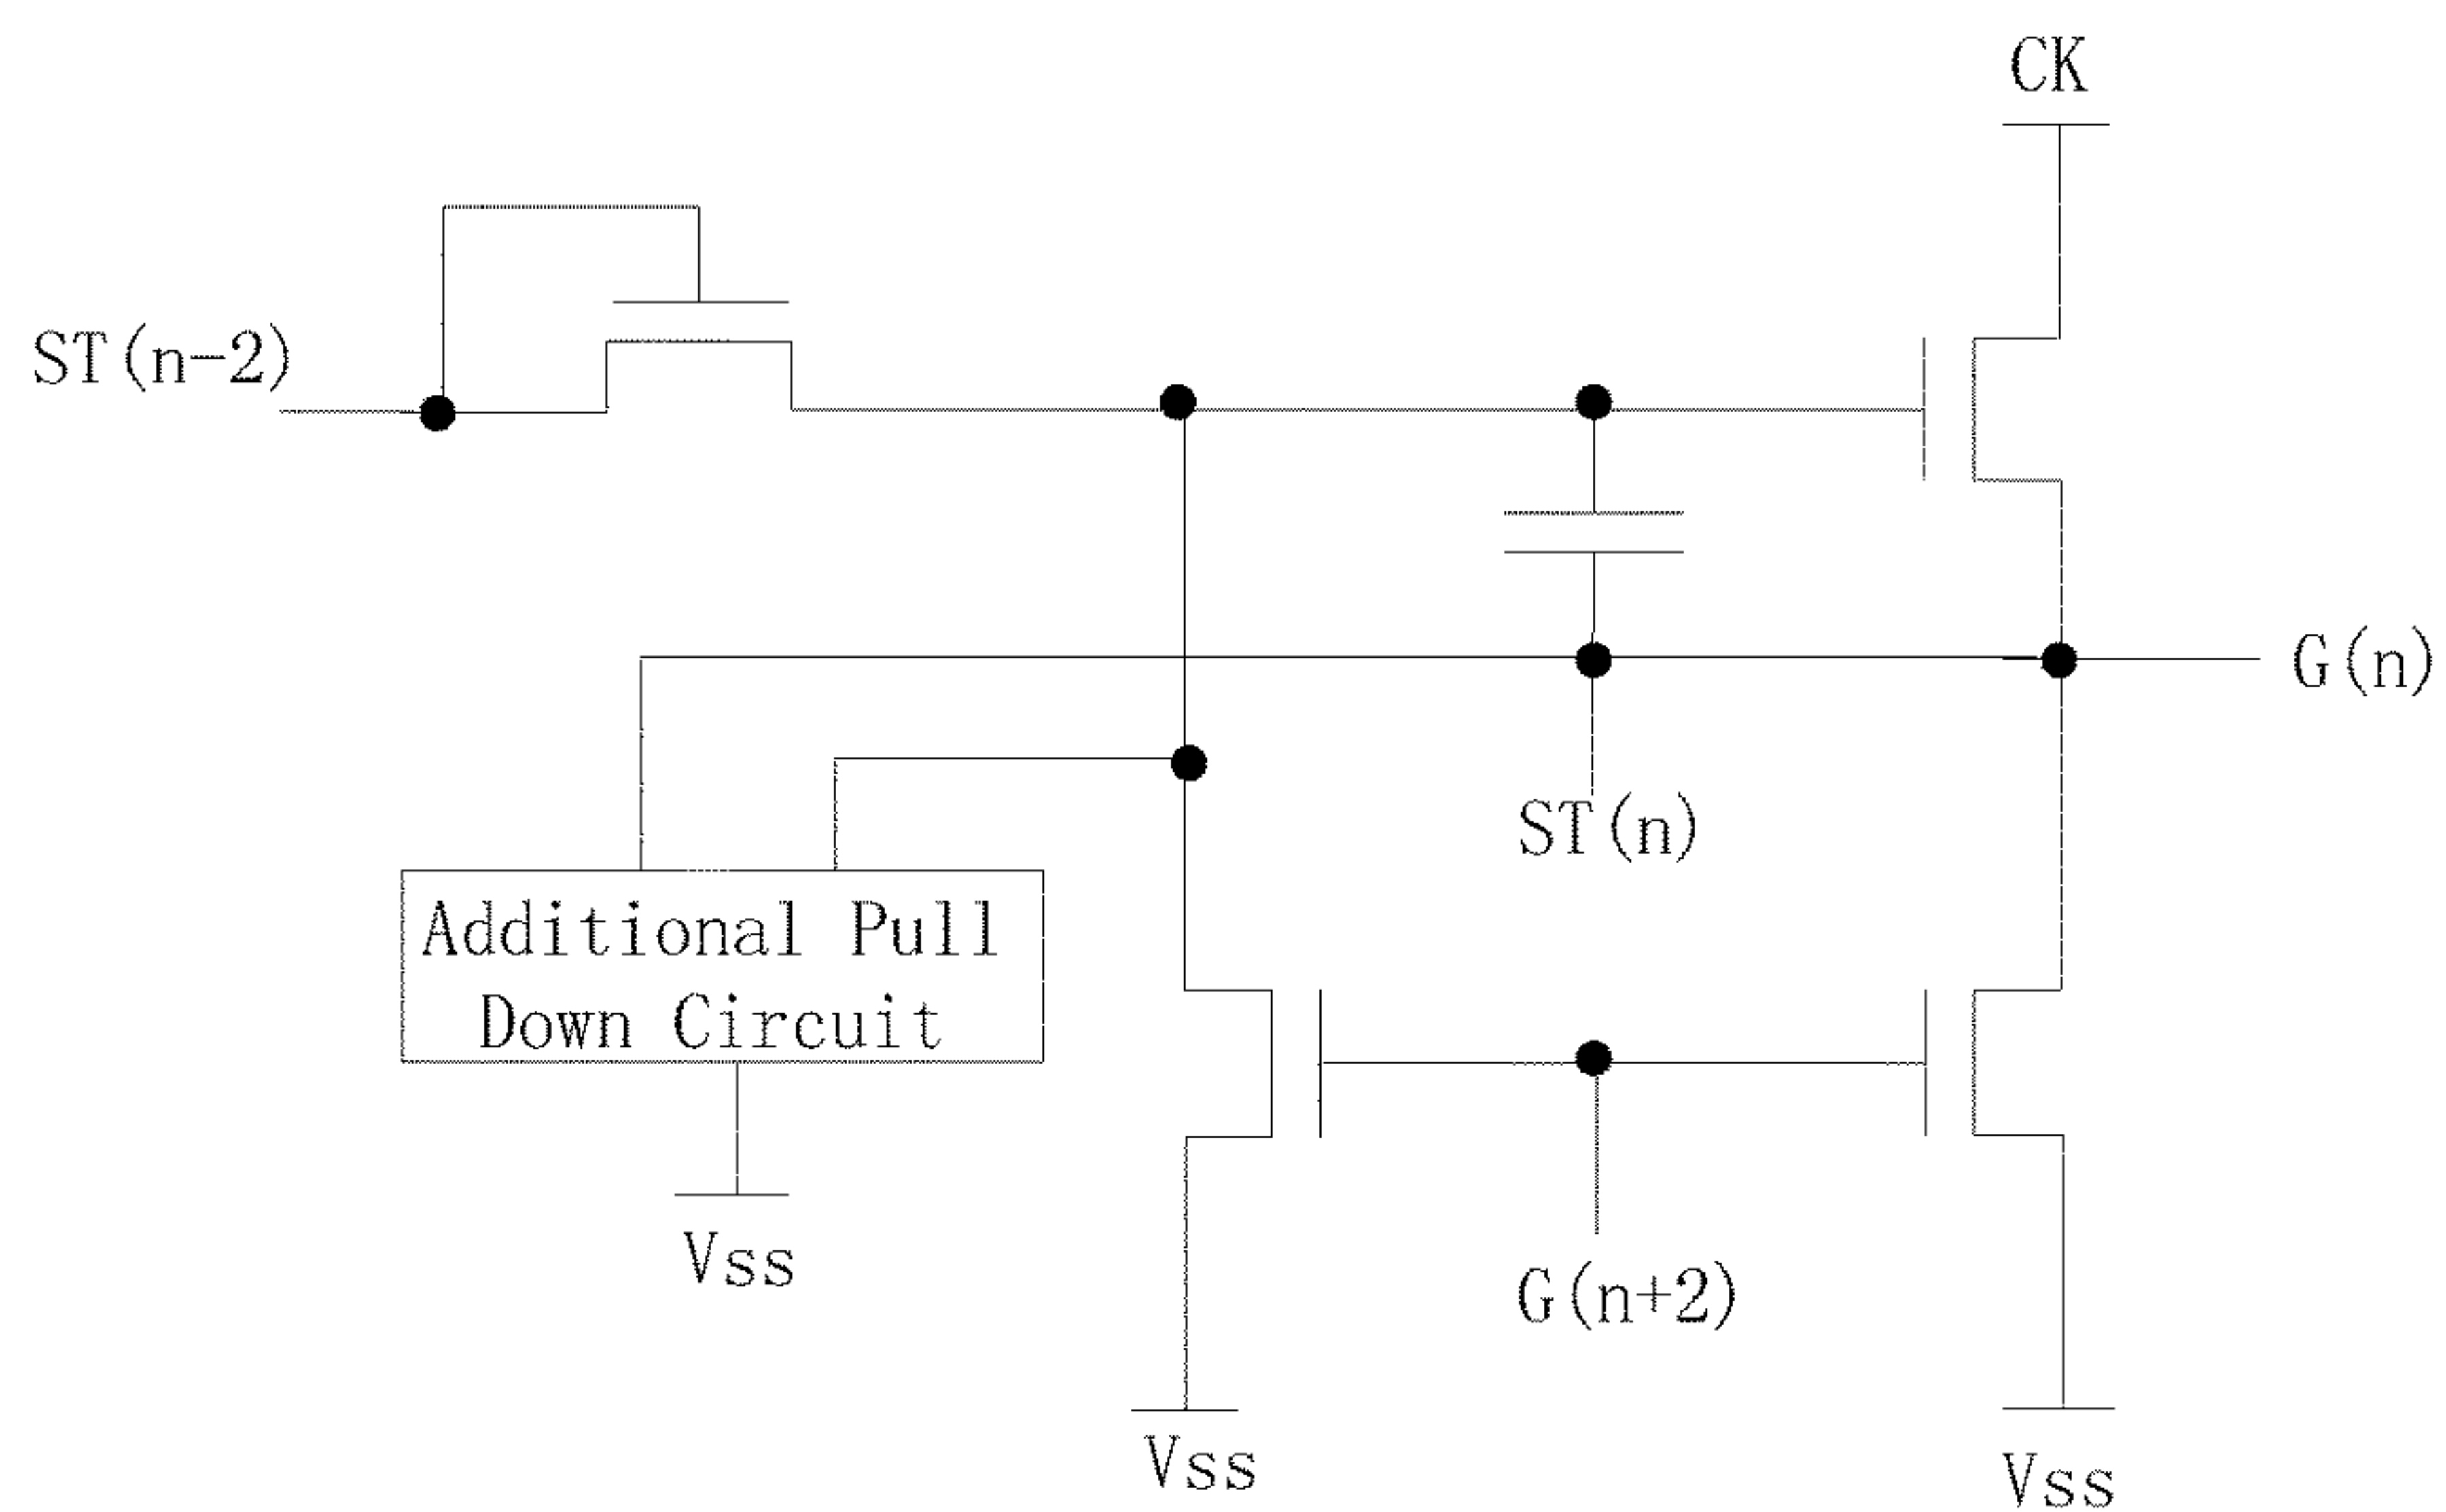 CK
ST(n-2)
G(n)
ST(n)
Additional Pull
Down Circuit
Vss
G(n+2)
Vss
Vss